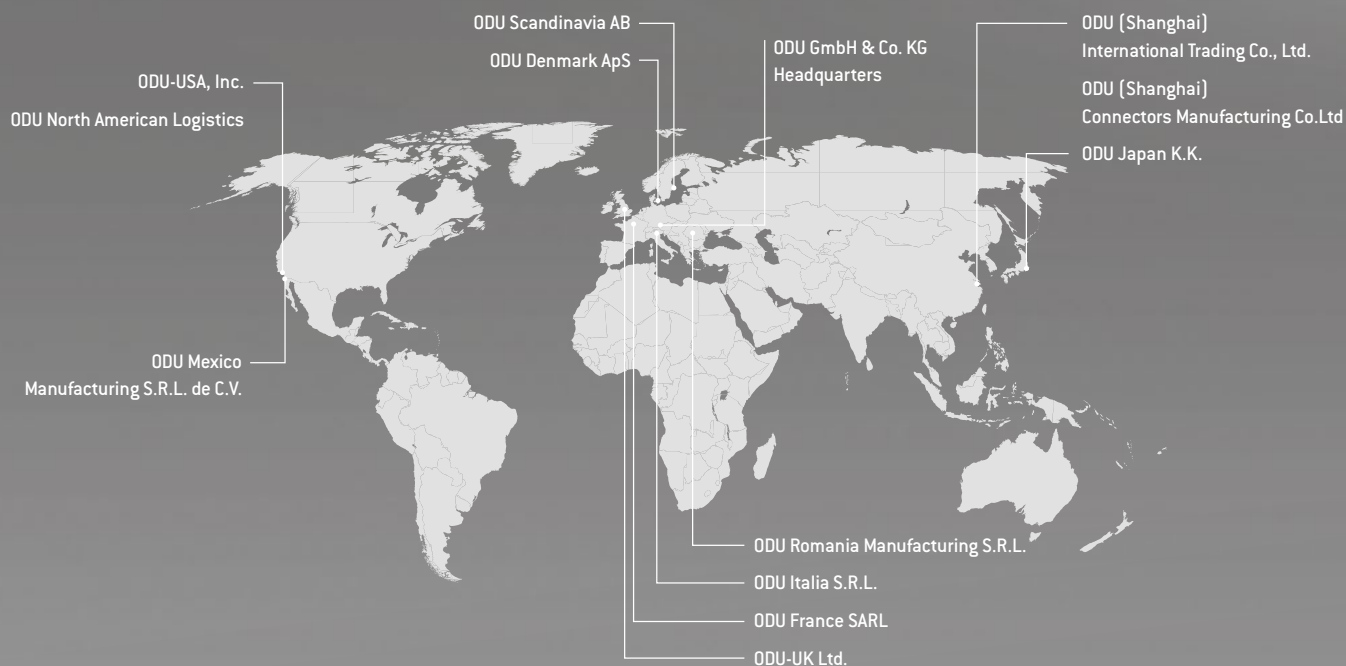 ODU Scandinavia AB
ODU Denmark ApS
ODU GmbH & Co. KG
Headquarters
ODU (Shanghai)
International Trading Co., Ltd.
ODU (Shanghai)
Connectors Manufacturing Co.Ltd
ODU Japan K.K.
ODU-USA, Inc.
ODU North American Logistics
ODU Mexico
Manufacturing S.R.L. de C.V.
ODU Romania Manufacturing S.R.L.
ODU Italia S.R.L.
ODU France SARL
ODU-UK Ltd.